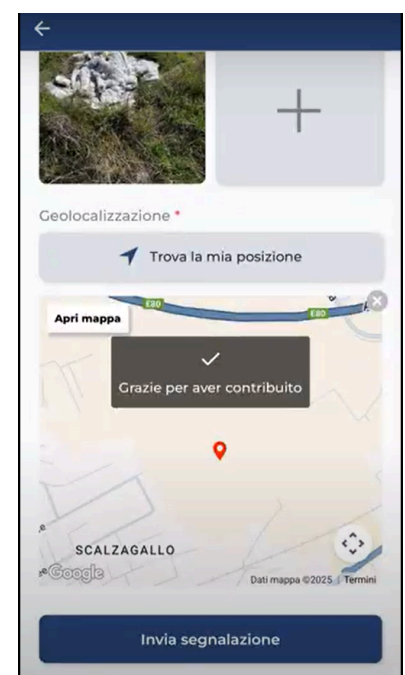 Geolocalizzazione *
Trova la mia posizione
E80
E80
Apri mappa
Grazie per aver contribuito
SCALZAGALLO
Google
Dati mappa ©2025
Termini
Invia segnalazione